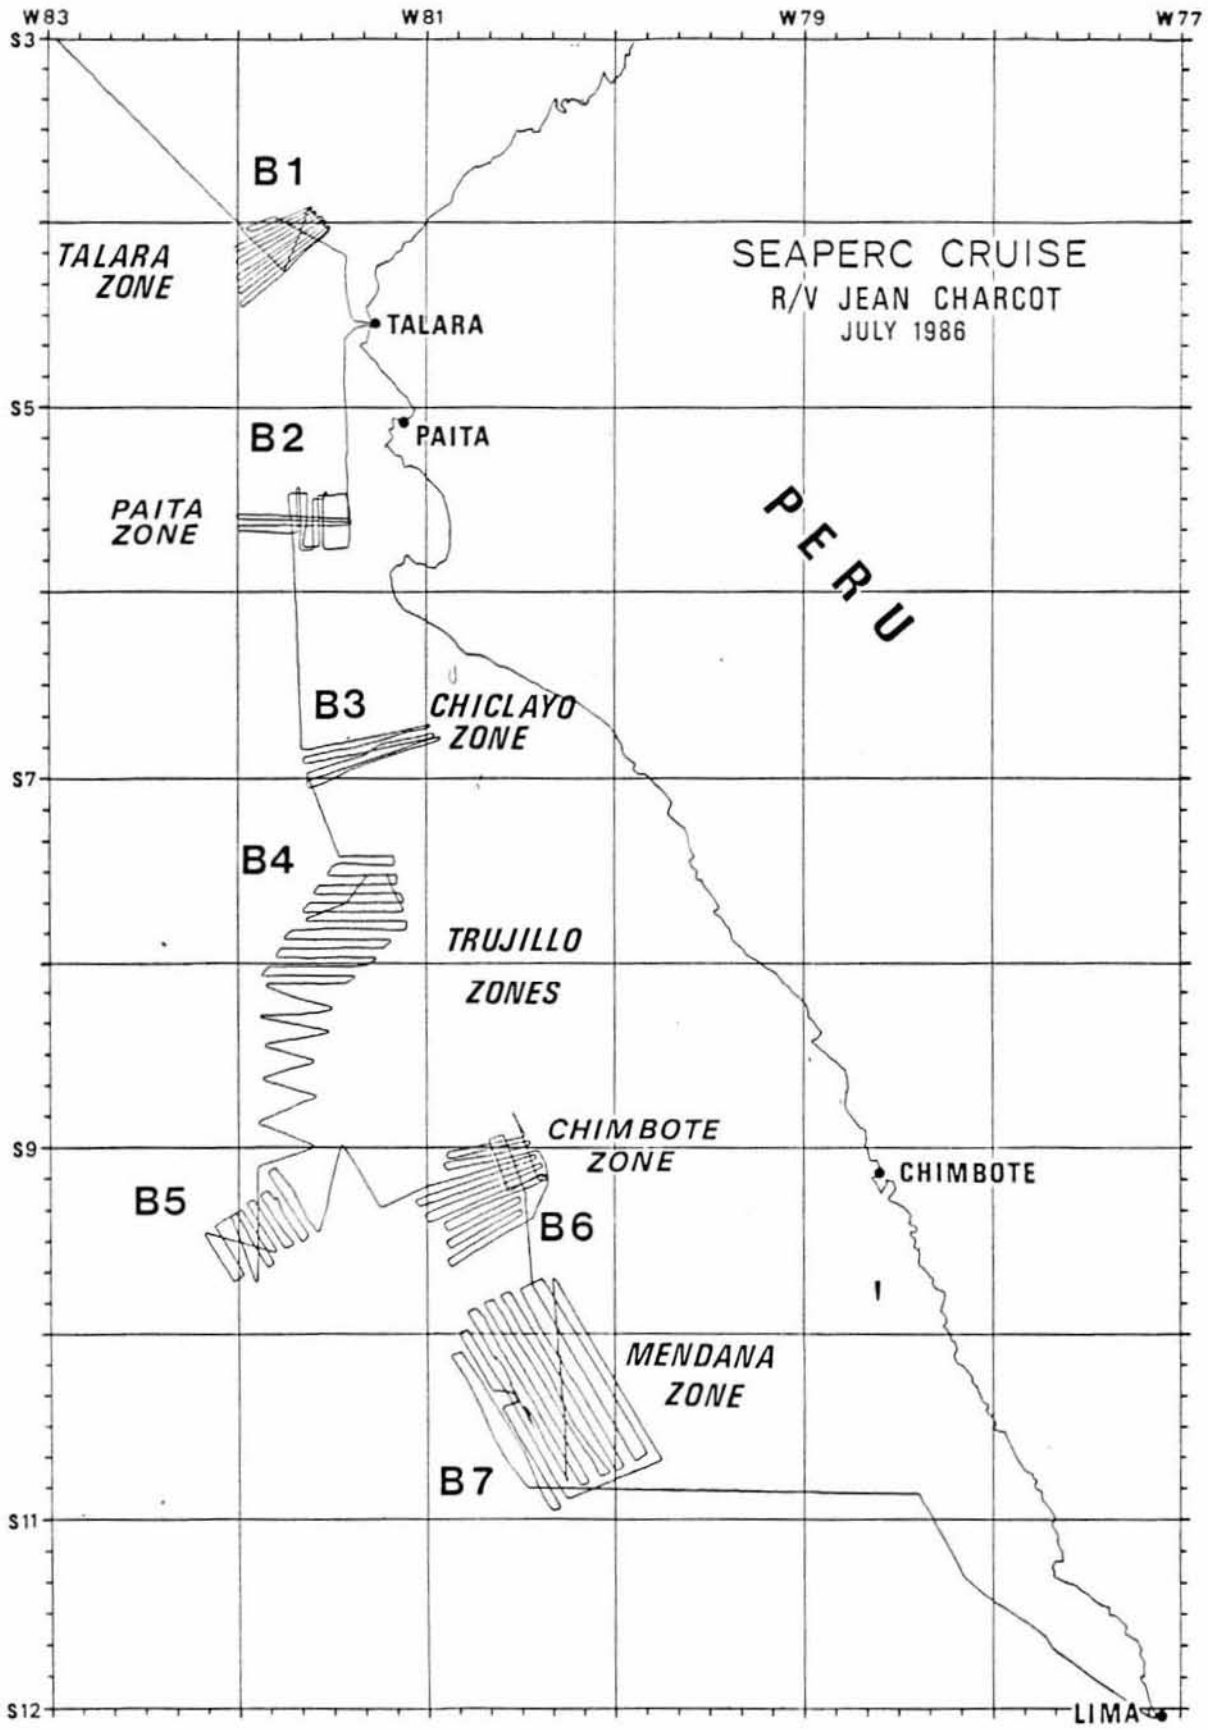 W83 W81 W79 W77
S3
B1
TALARA
ZONE
SEAPERC CRUISE
R/V JEAN CHARCOT
JULY 1986
TALARA
S5
B2
PAITA
PAITA
ZONE
PERU
B3
CHICLAYO
ZONE
S7
B4
TRUJILLO
ZONES
CHIMBOTE
ZONE
S9
CHIMBOTE
B5
B6
MENDANA
ZONE
B7
S11
S12
LIMA